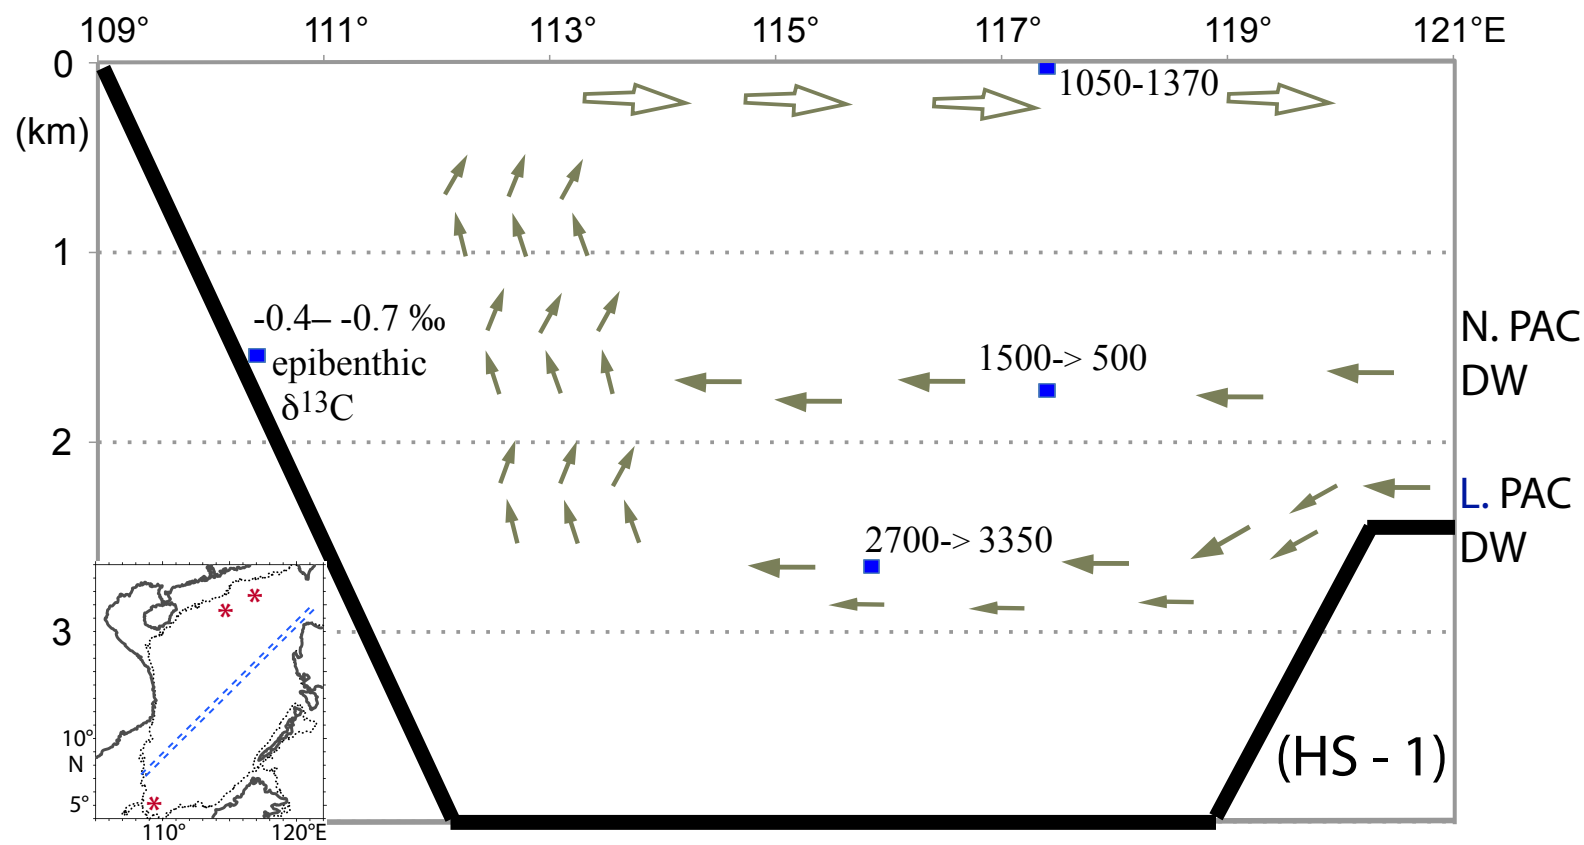 109° 111° 113° 115° 117° 119° 121°E
0
1050-1370
(km)
1
-0.4– -0.7 ‰
epibenthic
δ13C
1500-> 500
N. PAC
DW
2
L. PAC
DW
2700-> 3350
3
(HS - 1)
*
*
10°
N
5°
*
110° 120°E